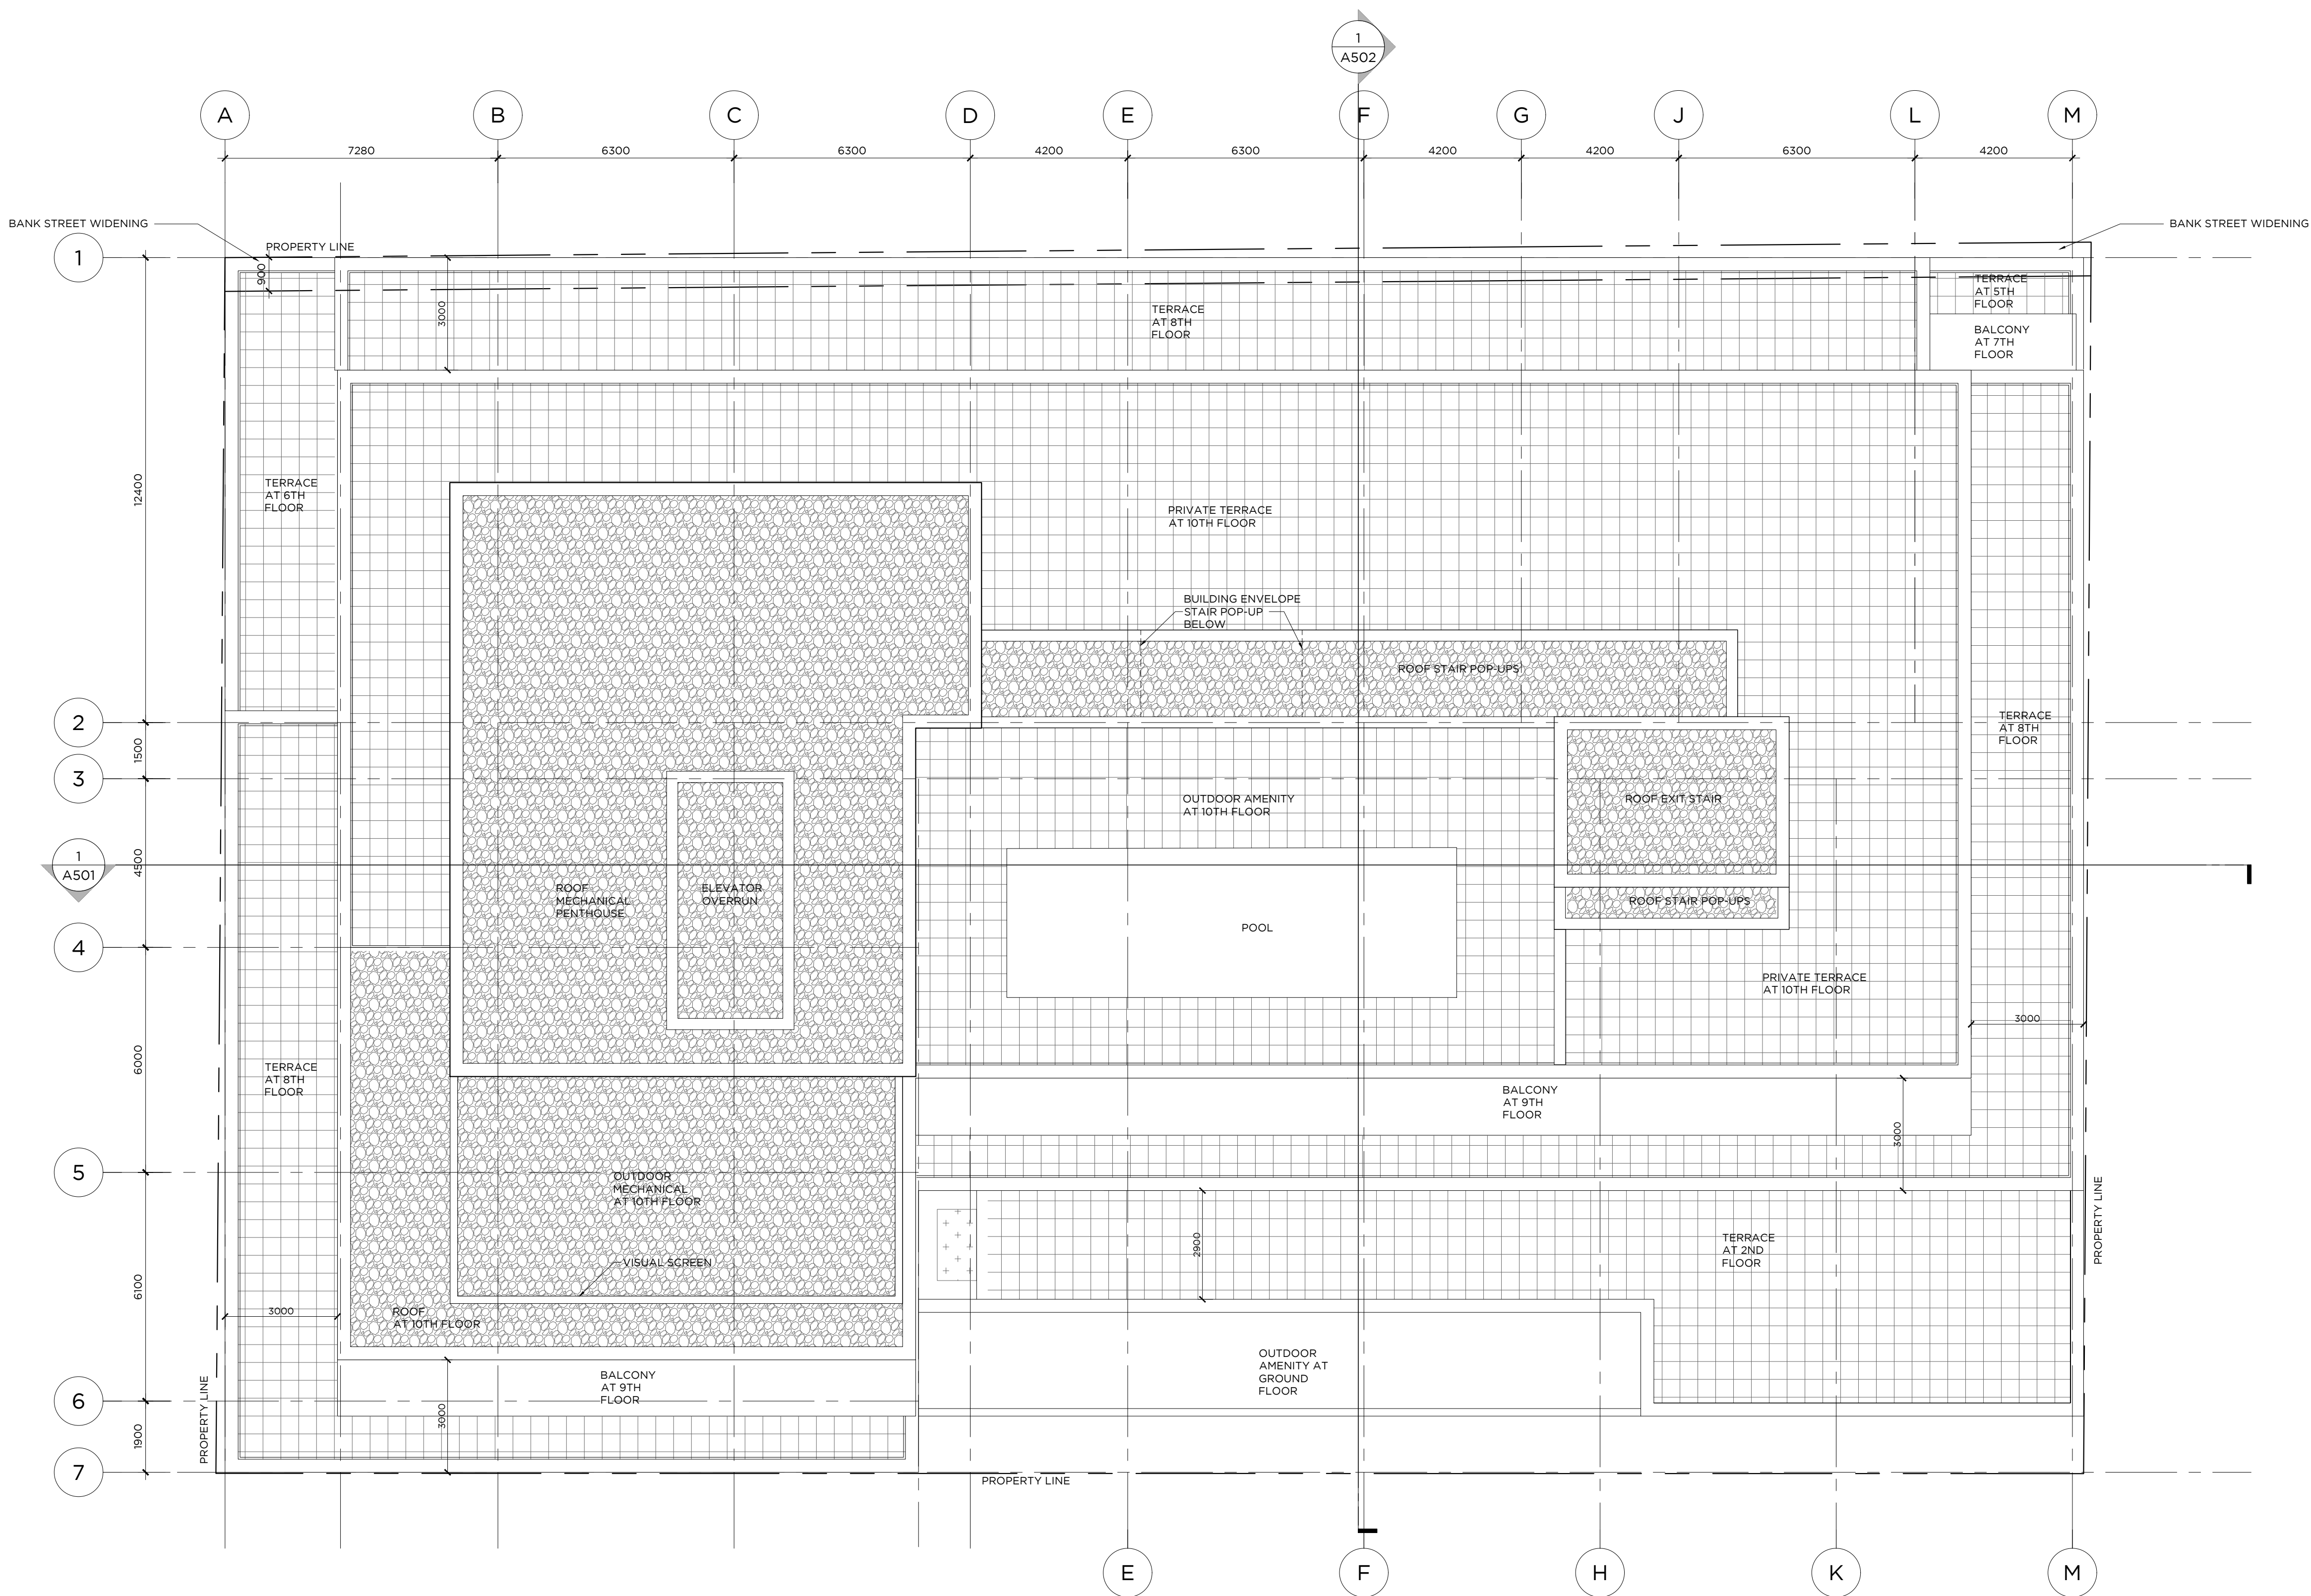 1
A502
A
B
C
D
E
F
G
J
L
M
7280
6300
6300
4200
6300
4200
4200
6300
4200
BANK STREET WIDENING
BANK STREET WIDENING
PROPERTY LINE
1
900
3000
TERRACE
AT 8TH
FLOOR
TERRACE
AT 5TH
FLOOR
BALCONY
AT 7TH
FLOOR
12400
TERRACE
AT 6TH
FLOOR
PRIVATE TERRACE
AT 10TH FLOOR
BUILDING ENVELOPE
STAIR POP-UP
BELOW
ROOF STAIR POP-UPS
2
1500
3
TERRACE
AT 8TH
FLOOR
OUTDOOR AMENITY
AT 10TH FLOOR
ROOF EXIT STAIR
1
A501
4500
ROOF
MECHANICAL
PENTHOUSE
ELEVATOR
OVERRUN
ROOF STAIR POP-UPS
POOL
4
PRIVATE TERRACE
AT 10TH FLOOR
3000
6000
TERRACE
AT 8TH
FLOOR
BALCONY
AT 9TH
FLOOR
3000
5
OUTDOOR
MECHANICAL
AT 10TH FLOOR
PROPERTY LINE
2900
TERRACE
AT 2ND
FLOOR
VISUAL SCREEN
6100
3000
ROOF
AT 10TH FLOOR
OUTDOOR
AMENITY AT
GROUND
FLOOR
BALCONY
AT 9TH
FLOOR
6
3000
1900
PROPERTY LINE
7
PROPERTY LINE
E
F
H
K
M